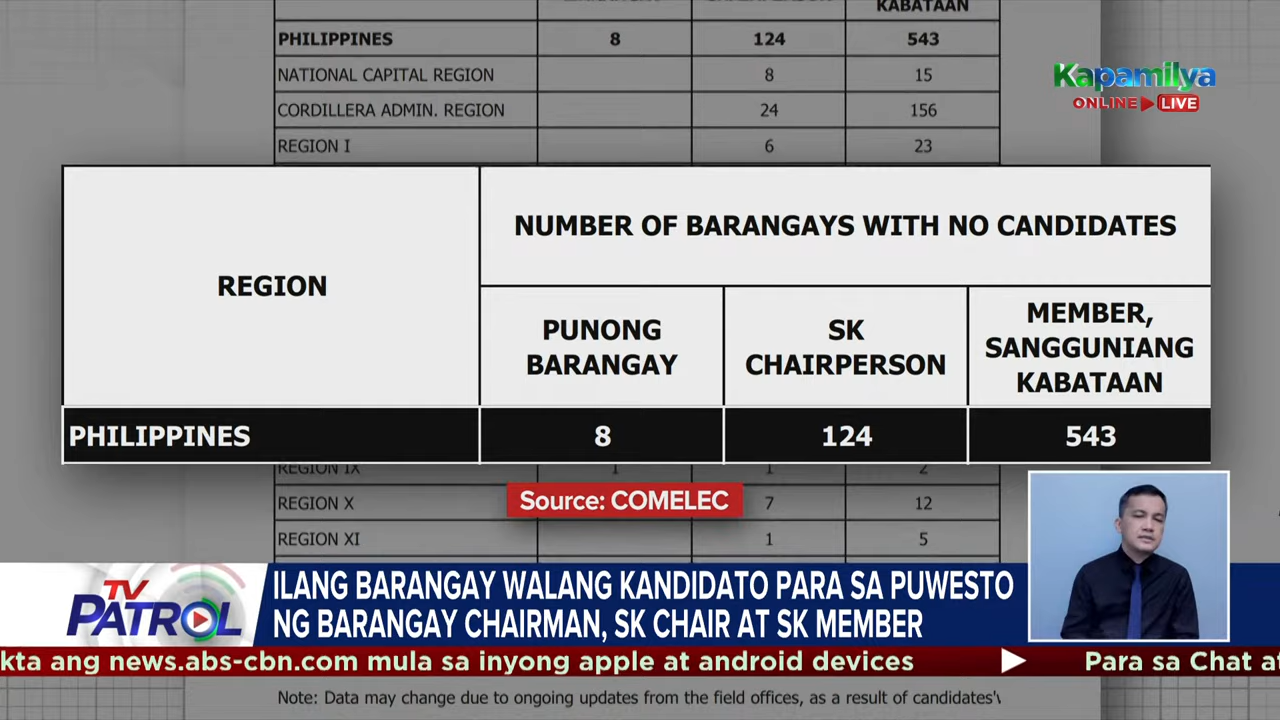 KABATAAN
PHILIPPINES 8 124 543
NATIONAL CAPITAL REGION 8 15
CORDILLERA ADMIN. REGION 24 156
REGION I 6 23
Kapamilya
ONLINE LIVE
REGION
NUMBER OF BARANGAYS WITH NO CANDIDATES
PUNONG
BARANGAY
SK
CHAIRPERSON
MEMBER,
SANGGUNIANG
KABATAAN
PHILIPPINES 8 124 543
REGION IX 1 1 2
REGION X 7 12
REGION XI 1 5
Source: COMELEC
TV
PATROL
ILANG BARANGAY WALANG KANDIDATO PARA SA PUWESTO
NG BARANGAY CHAIRMAN, SK CHAIR AT SK MEMBER
kta ang news.abs-cbn.com mula sa inyong apple at android devices Para sa Chat at
Note: Data may change due to ongoing updates from the field offices, as a result of candidates'